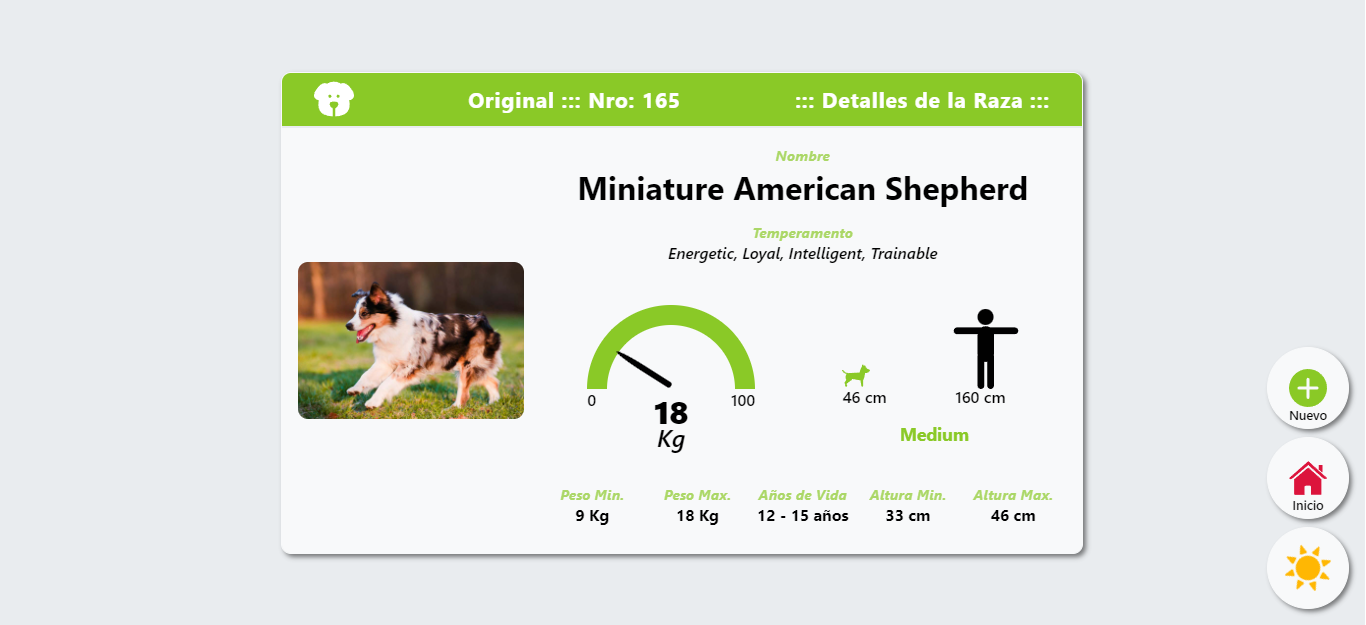 Original ::: Nro: 165
::: Detalles de la Raza :::
Nombre
Miniature American Shepherd
Temperamento
Energetic, Loyal, Intelligent, Trainable
0
100
18
Kg
46 cm
160 cm
Medium
Peso Min.
9 Kg
Peso Max.
18 Kg
Años de Vida
12 - 15 años
Altura Min.
33 cm
Altura Max.
46 cm
Nuevo
Inicio